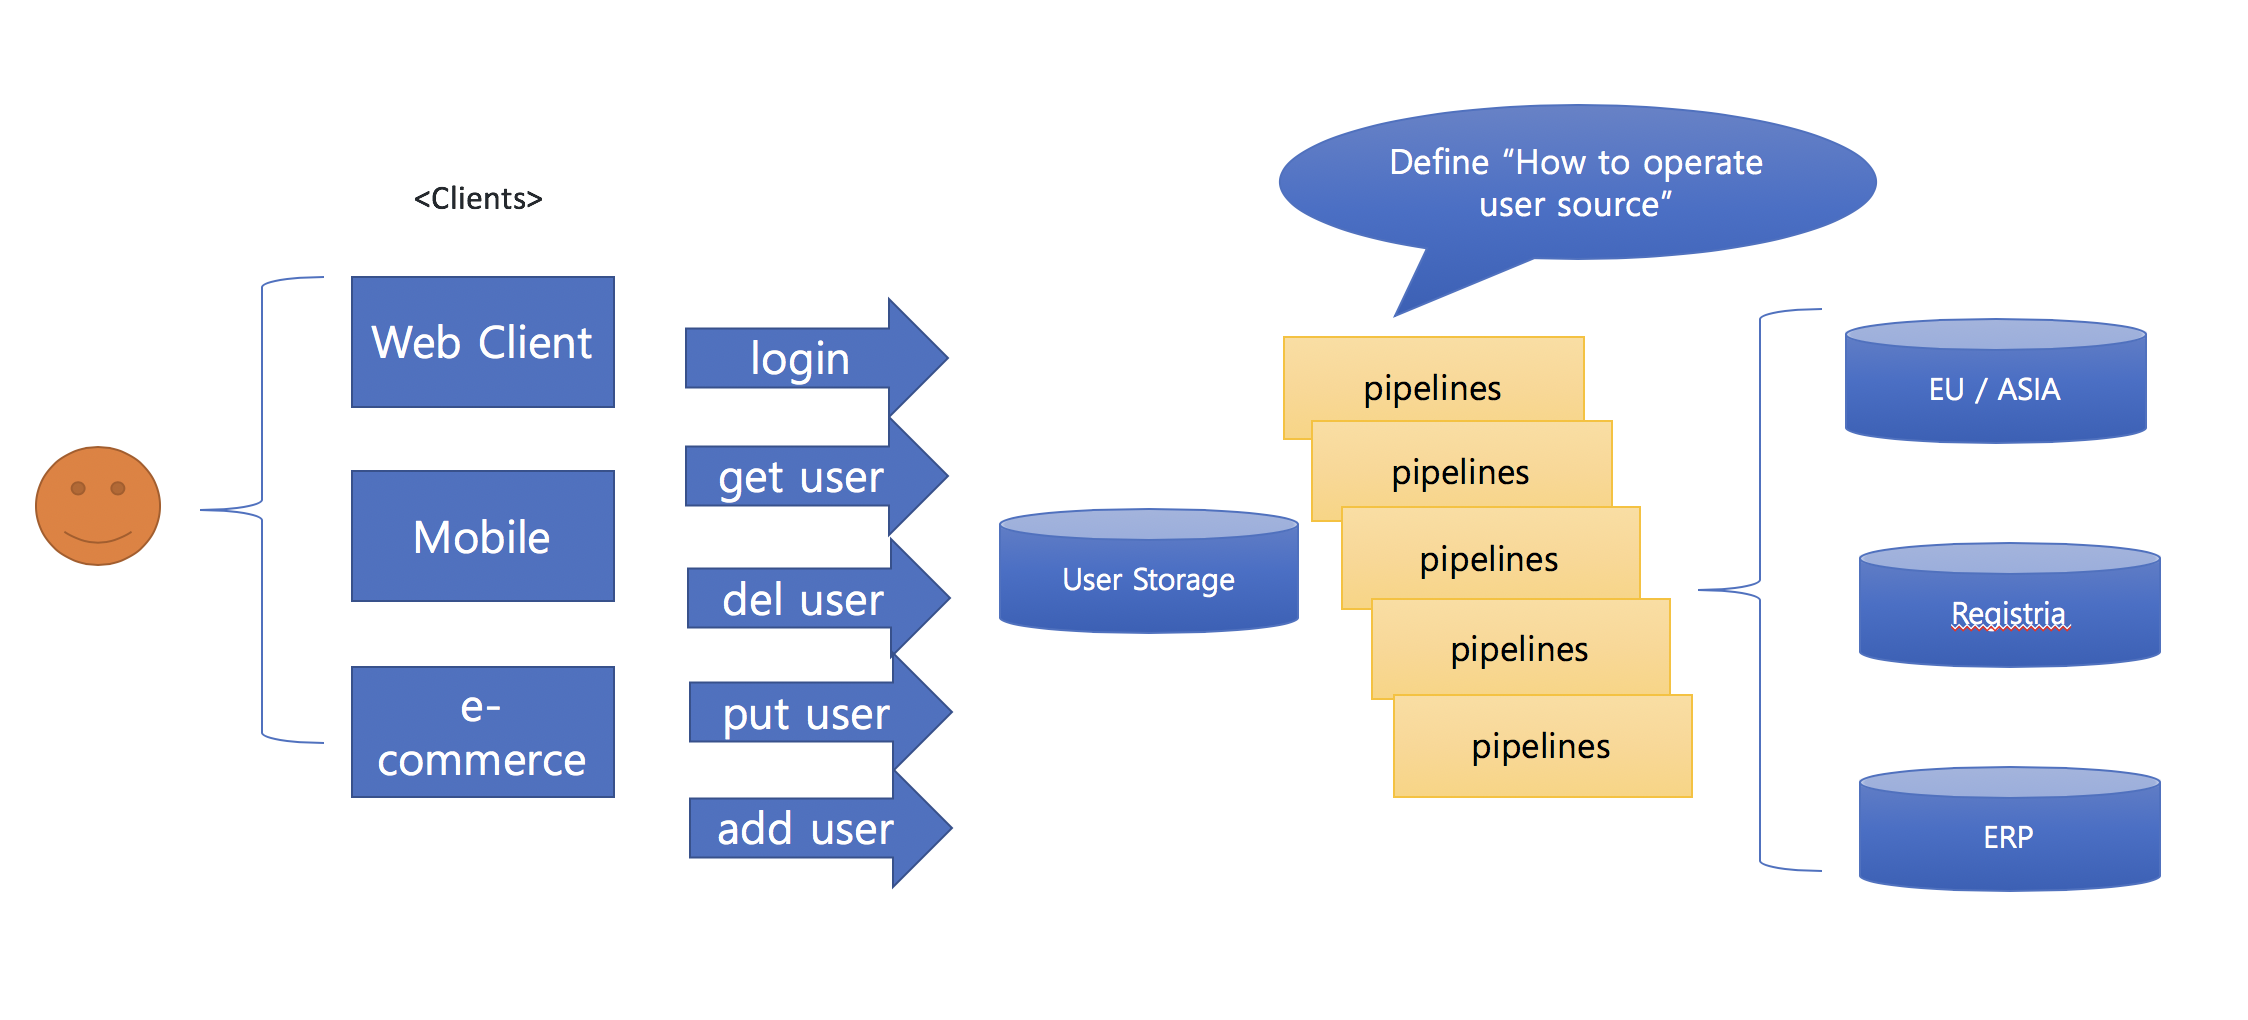 <Clients>
Web Client
Mobile
e-
commerce
login
get user
del user
put user
add user
User Storage
Define “How to operate
user source”
pipelines
pipelines
pipelines
pipelines
pipelines
EU / ASIA
Registria
ERP